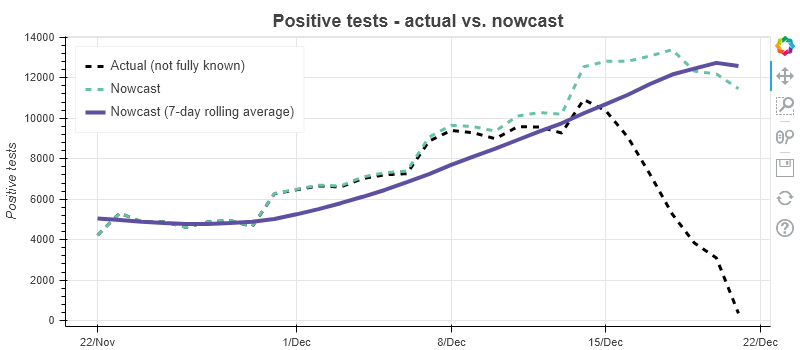 Positive tests - actual vs. nowcast
14000
12000
10000
8000
6000
4000
2000
0
Positive tests
Actual (not fully known)
Nowcast
Nowcast (7-day rolling average)
22/Nov 1/Dec 8/Dec 15/Dec 22/Dec